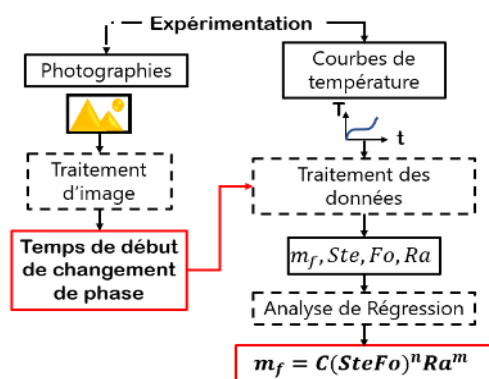 Expérimentation
Photographies
Traitement
d'image
Temps de début
de changement
de phase
Courbes de
température
T
t
Traitement des
données
m_f, Ste, Fo, Ra
Analyse de Régression
m_f = C(SteFo)^n Ra^m